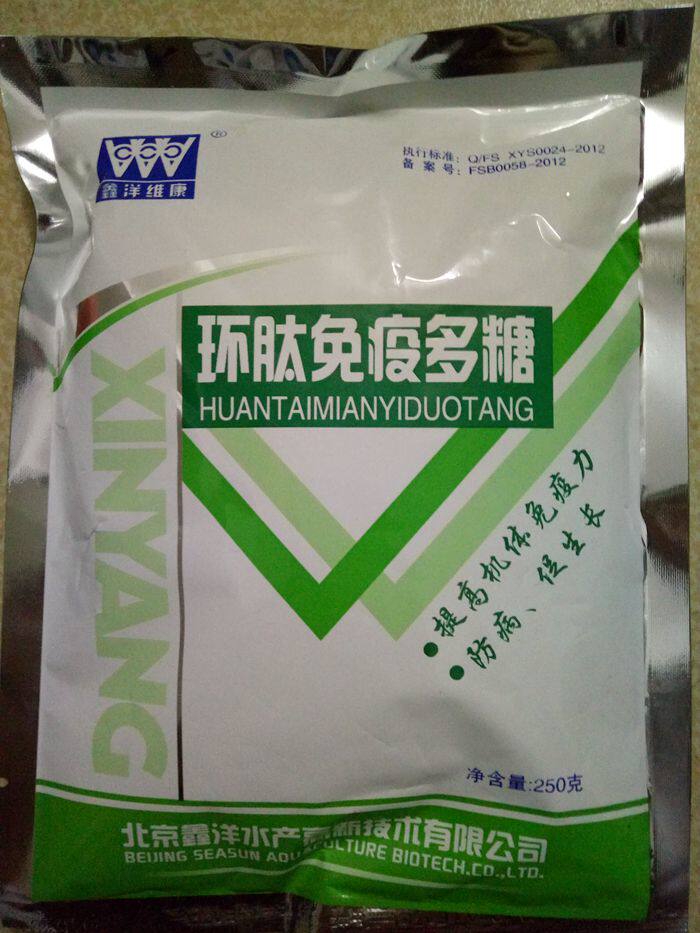 鑫洋维康
®
执行标准: Q/FS XYS0024-2012
备案号: FSB0058-2012
XINYANG
环肽免疫多糖
HUANTAIMIANYIDUOTANG
•提高机体免疫力
•防病、促生长
净含量:250克
北京鑫洋水产高新技术有限公司
BEIJING SEASUN AQUACULTURE BIOTECH.CO.,LTD.